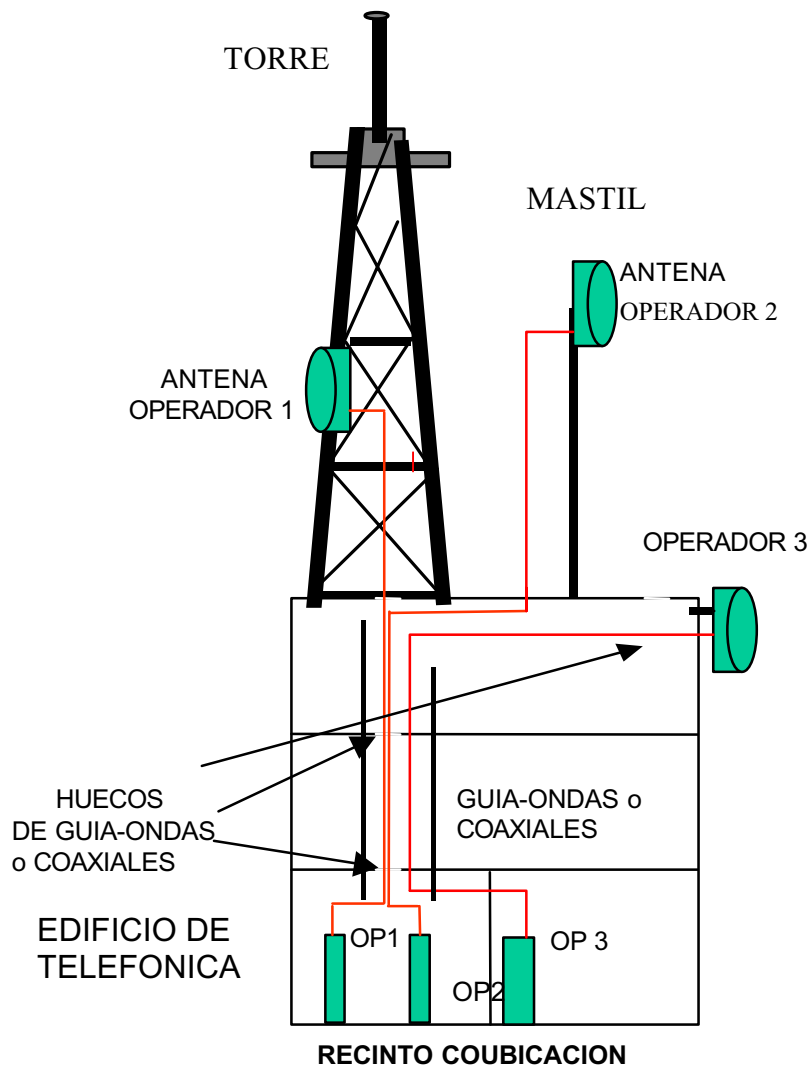 TORRE
MASTIL
ANTENA
OPERADOR 2
ANTENA
OPERADOR 1
OPERADOR 3
HUECOS
DE GUIA-ONDAS
o COAXIALES
GUIA-ONDAS o
COAXIALES
EDIFICIO DE
TELEFONICA
OP1
OP2
OP 3
RECINTO COUBICACION